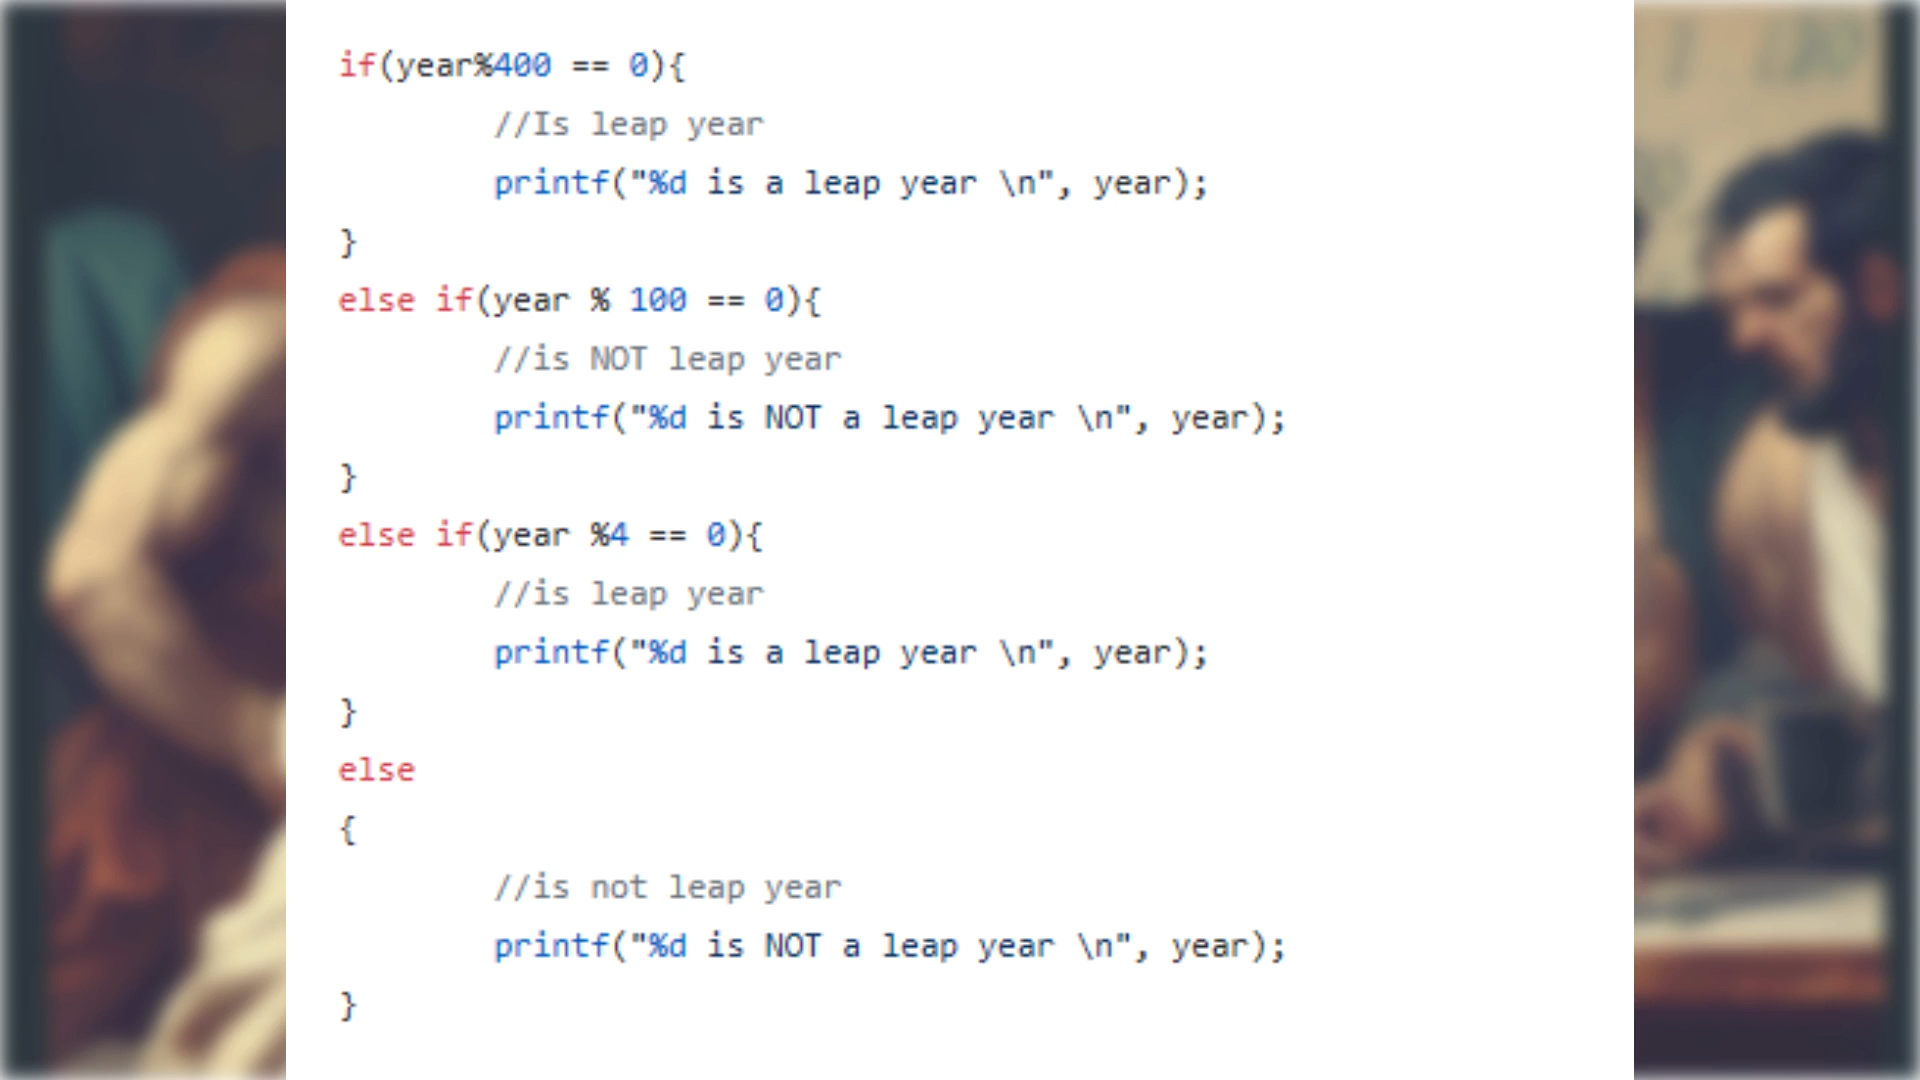 if(year%400 == 0){
//Is leap year
printf("%d is a leap year \n", year);
}
else if(year % 100 == 0){
//is NOT leap year
printf("%d is NOT a leap year \n", year);
}
else if(year %4 == 0){
//is leap year
printf("%d is a leap year \n", year);
}
else
{
//is not leap year
printf("%d is NOT a leap year \n", year);
}